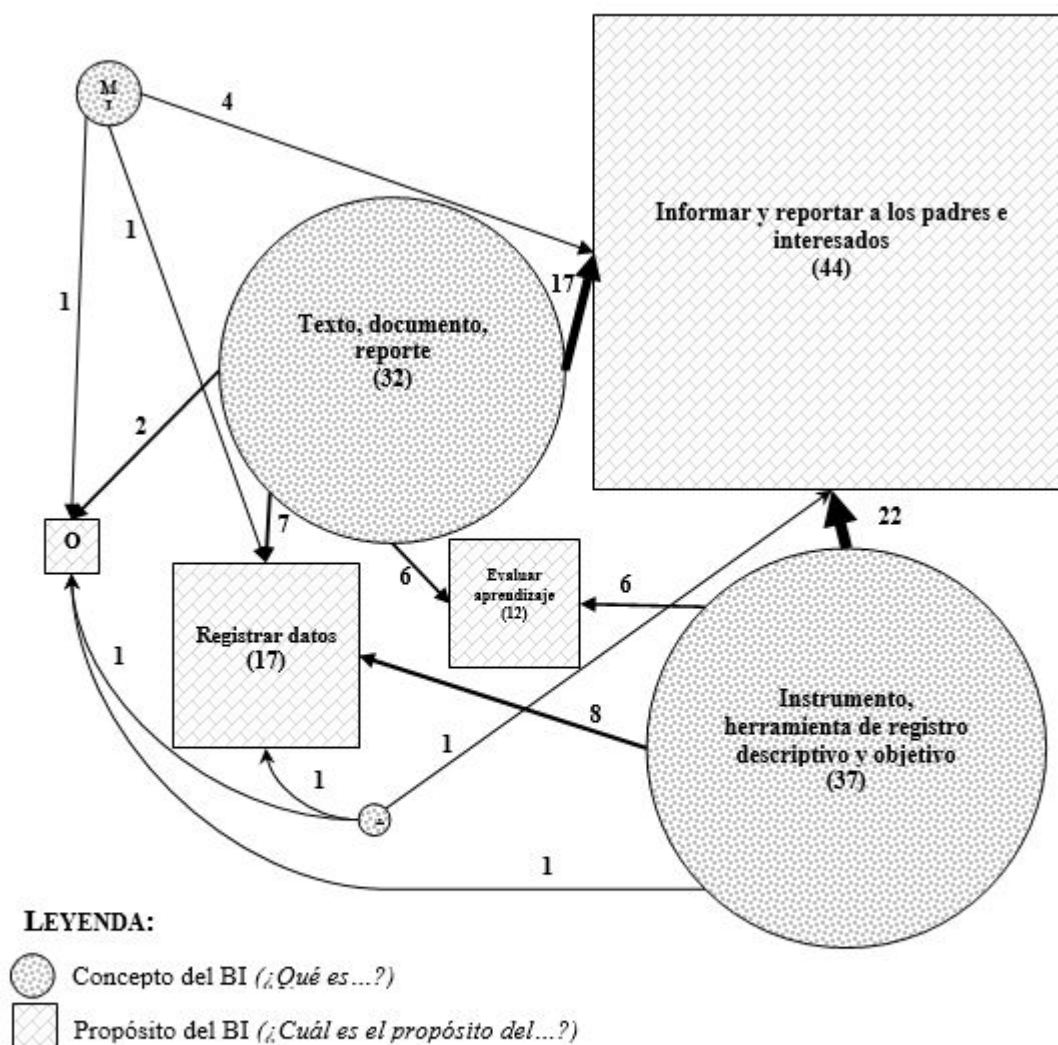 M
4
1
1
Informar y reportar a los padres e
interesados
(44)
17
Texto, documento,
reporte
(32)
2
O
7
6
Evaluar
aprendizaje
(12)
6
22
Registrar datos
(17)
1
8
1
1
Instrumento,
herramienta de registro
descriptivo y objetivo
(37)
1
LEYENDA:
Concepto del BI (¿Qué es...?)
Propósito del BI (¿Cuál es el propósito del...?)